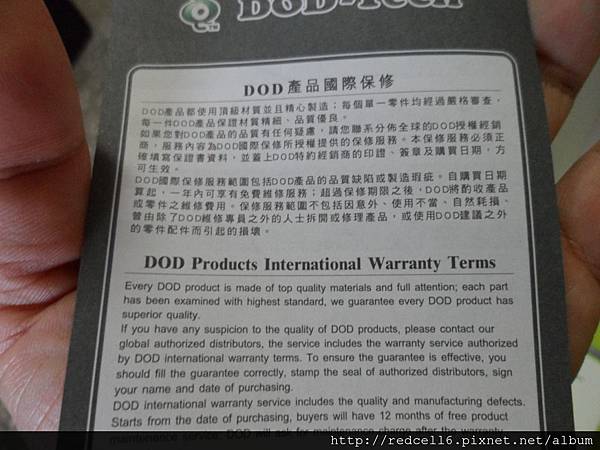 DOD-Tech
DOD 產品國際保修
DOD產品都使用頂級材質並且精心製造；每個單一零件均經過嚴格審查，
每一件DOD產品保證材質精細、品質優良。
如果您對DOD產品的品質有任何疑慮，請您聯系分佈全球的DOD授權經銷
商，服務內容為DOD國際保修所授權提供的保修服務。本保修服務必須正
確填寫保證書資料，並蓋上DOD特約經銷商的印證、簽章及購買日期，方
可生效。
DOD國際保修服務範圍包括DOD產品的品質缺陷或製造瑕疵。自購買日期
算起，一年內可享有免費維修服務；超過保修期限之後，DOD將酌收產品
或零件之維修費用。保修範圍不包括因意外、使用不當、自然耗損、
曾由除了DOD維修專員之外的人士拆開或修理產品，或使用DOD建議之外
的零件配件而引起的損壞。
DOD Products International Warranty Terms
Every DOD product is made of top quality materials and full attention; each part
has been examined with highest standard, we guarantee every DOD product has
superior quality.
If you have any suspicion to the quality of DOD products, please contact our
global authorized distributors, the service includes the warranty service authorized
by DOD international warranty terms. To ensure the guarantee is effective, you
should fill the guarantee correctly, stamp the seal of authorized distributors, sign
your name and date of purchasing.
DOD international warranty service includes the quality and manufacturing defects.
Starts from the date of purchasing, buyers will have 12 months of free product
maintenance service. DOD will ask for maintenance charge after the warranty
http://redcell6.pixnet.net/album